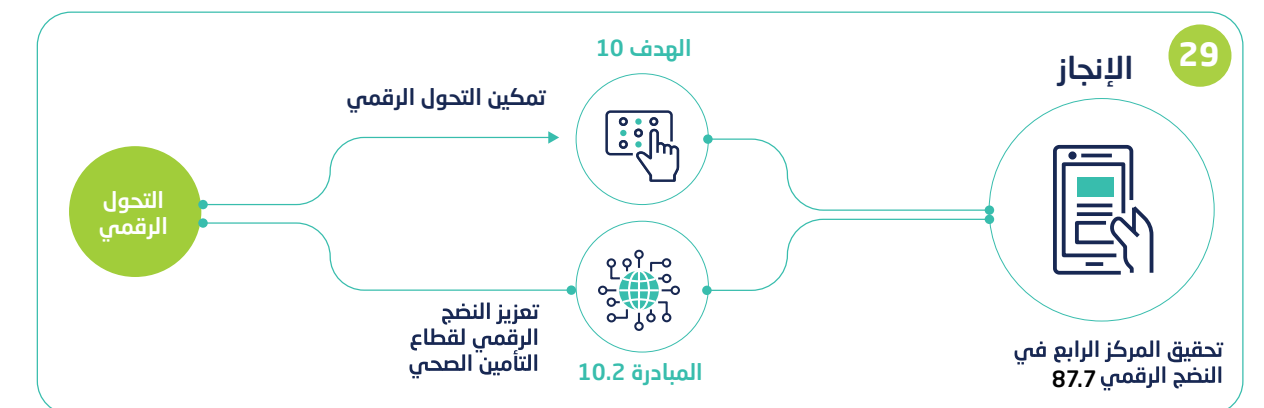 29
الإنجاز
تحقيق المركز الرابع في
النضج الرقمي 87.7
الهدف 10
تمكين التحول الرقمي
المبادرة 10.2
تعزيز النضج
الرقمي لقطاع
التأمين الصحي
التحول
الرقمي